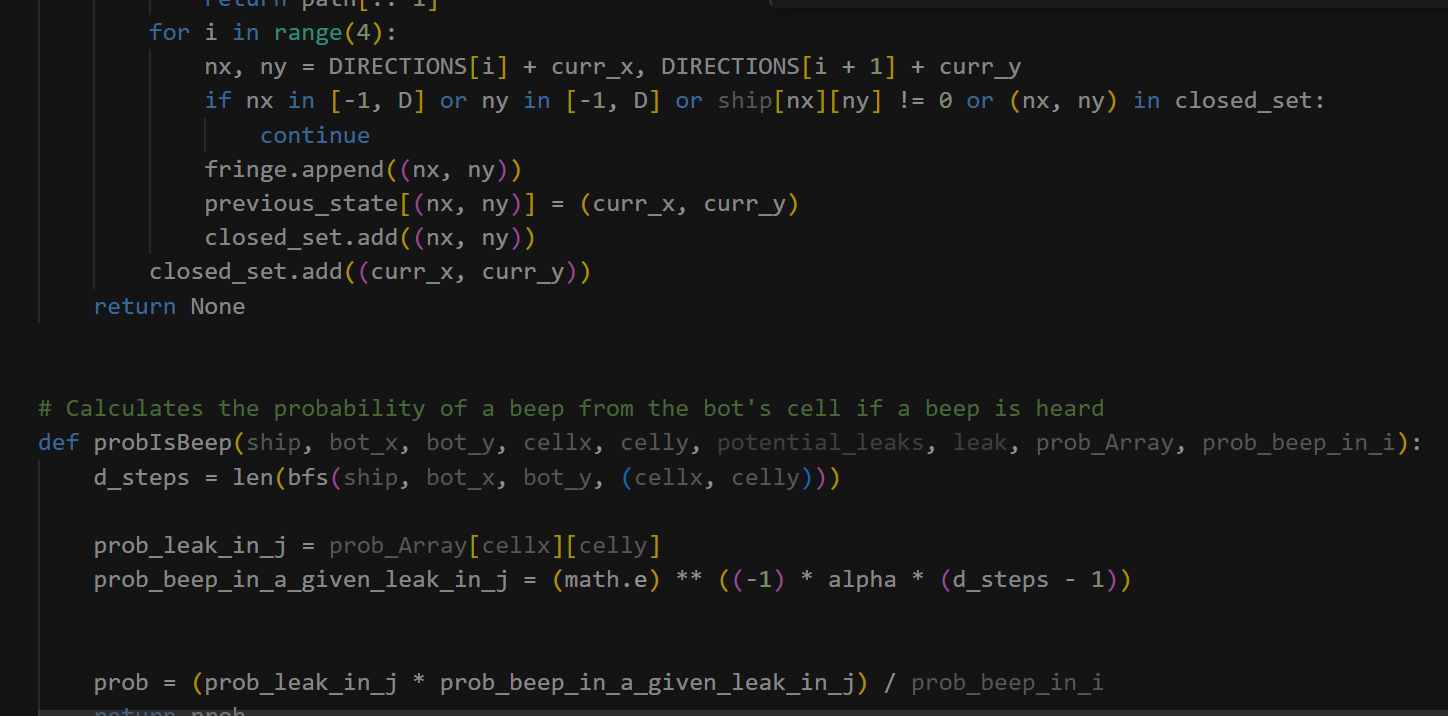 return path[::-1]
for i in range(4):
nx, ny = DIRECTIONS[i] + curr_x, DIRECTIONS[i + 1] + curr_y
if nx in [-1, D] or ny in [-1, D] or ship[nx][ny] != 0 or (nx, ny) in closed_set:
continue
fringe.append((nx, ny))
previous_state[(nx, ny)] = (curr_x, curr_y)
closed_set.add((nx, ny))
closed_set.add((curr_x, curr_y))
return None
# Calculates the probability of a beep from the bot's cell if a beep is heard
def probIsBeep(ship, bot_x, bot_y, cellx, celly, potential_leaks, leak, prob_Array, prob_beep_in_i):
d_steps = len(bfs(ship, bot_x, bot_y, (cellx, celly)))
prob_leak_in_j = prob_Array[cellx][celly]
prob_beep_in_a_given_leak_in_j = (math.e) ** ((-1) * alpha * (d_steps - 1))
prob = (prob_leak_in_j * prob_beep_in_a_given_leak_in_j) / prob_beep_in_i
return prob